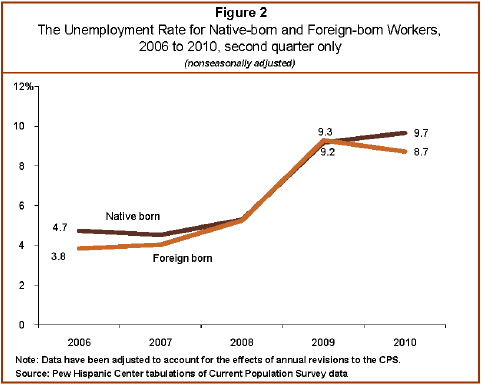 Figure 2
The Unemployment Rate for Native-born and Foreign-born Workers,
2006 to 2010, second quarter only
(nonseasonally adjusted)
12%
10
8
6
4
2
0
4.7
3.8
Native born
Foreign born
9.3
9.2
9.7
8.7
2006 2007 2008 2009 2010
Note: Data have been adjusted to account for the effects of annual revisions to the CPS.
Source: Pew Hispanic Center tabulations of Current Population Survey data